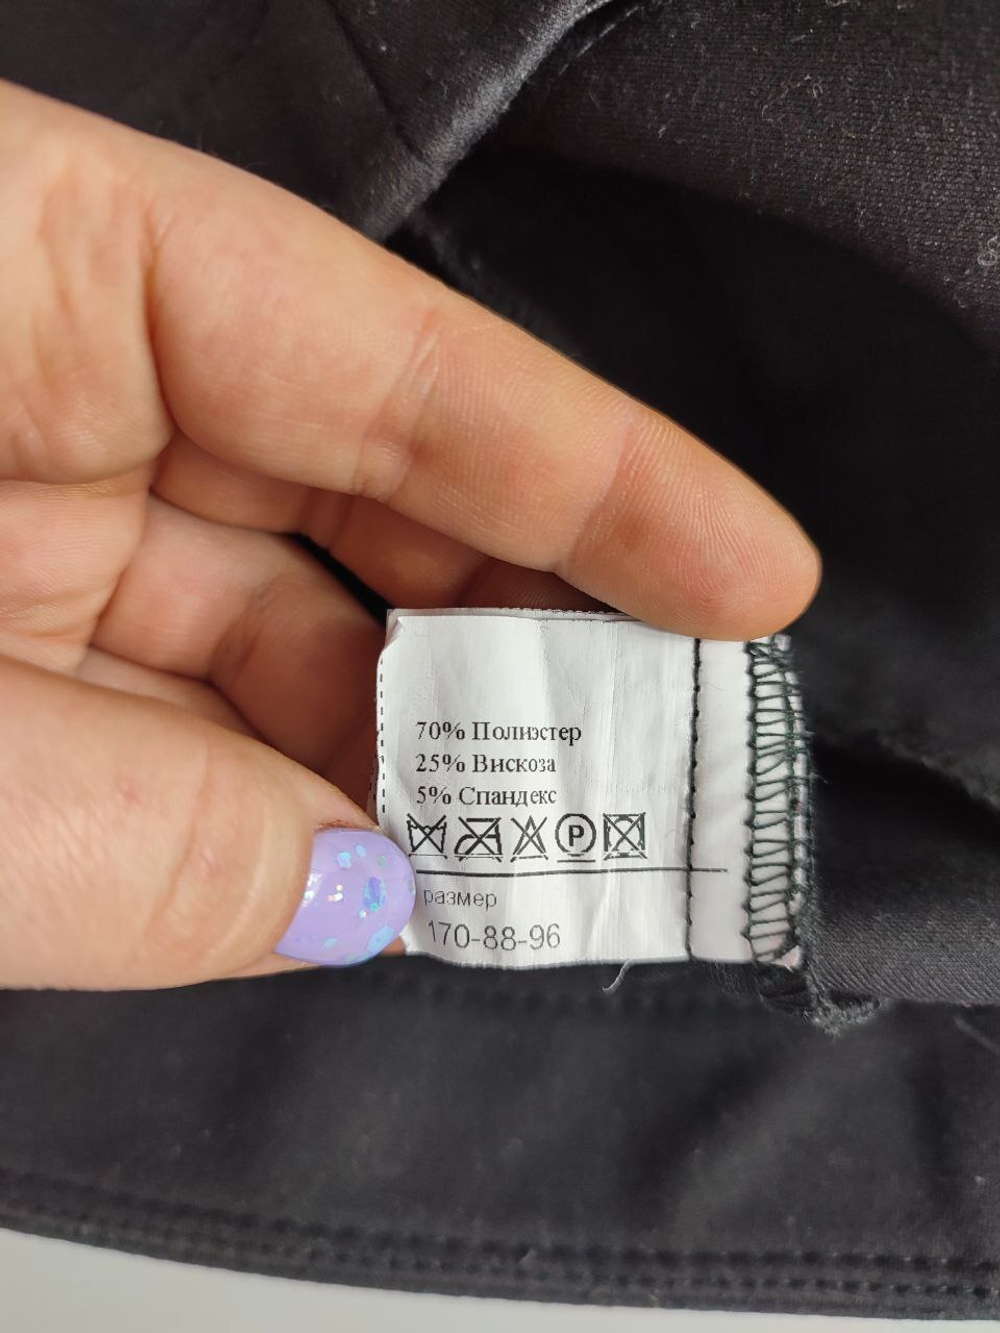 70% Полиэстер
25% Вискоза
5% Спандекс
P
размер
170-88-96